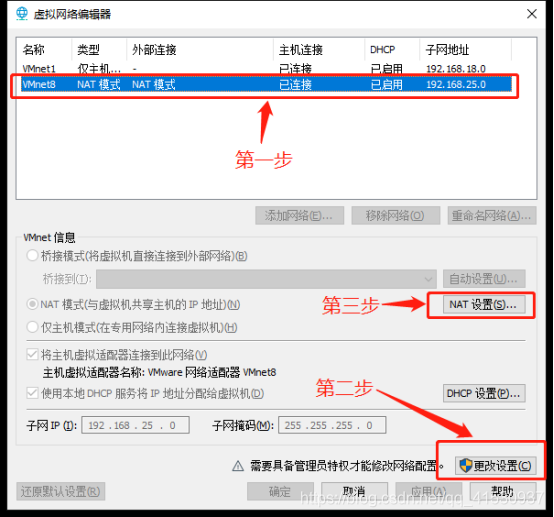 虚拟网络编辑器
名称 类型 外部连接 主机连接 DHCP 子网地址
VMnet1 仅主机... - 已连接 已启用 192.168.18.0
VMnet8 NAT 模式 NAT 模式 已连接 已启用 192.168.25.0
第一步
添加网络(E)... 移除网络(O) 重命名网络(A)...
VMnet 信息
桥接模式(将虚拟机直接连接到外部网络)(B)
桥接到(I): 自动设置(U)...
NAT 模式(与虚拟机共享主机的 IP 地址)(N) 第三步 NAT 设置(S)...
仅主机模式(在专用网络内连接虚拟机)(H)
将主机虚拟适配器连接到此网络(V)
主机虚拟适配器名称: VMware 网络适配器 VMnet8
第二步
使用本地 DHCP 服务将 IP 地址分配给虚拟机(D) DHCP 设置(P)...
子网 IP (I): 192 . 168 . 25 . 0 子网掩码(M): 255 . 255 . 255 . 0
需要具备管理员特权才能修改网络配置。 更改设置(C)
还原默认设置(R) 确定 取消 应用(A) 帮助